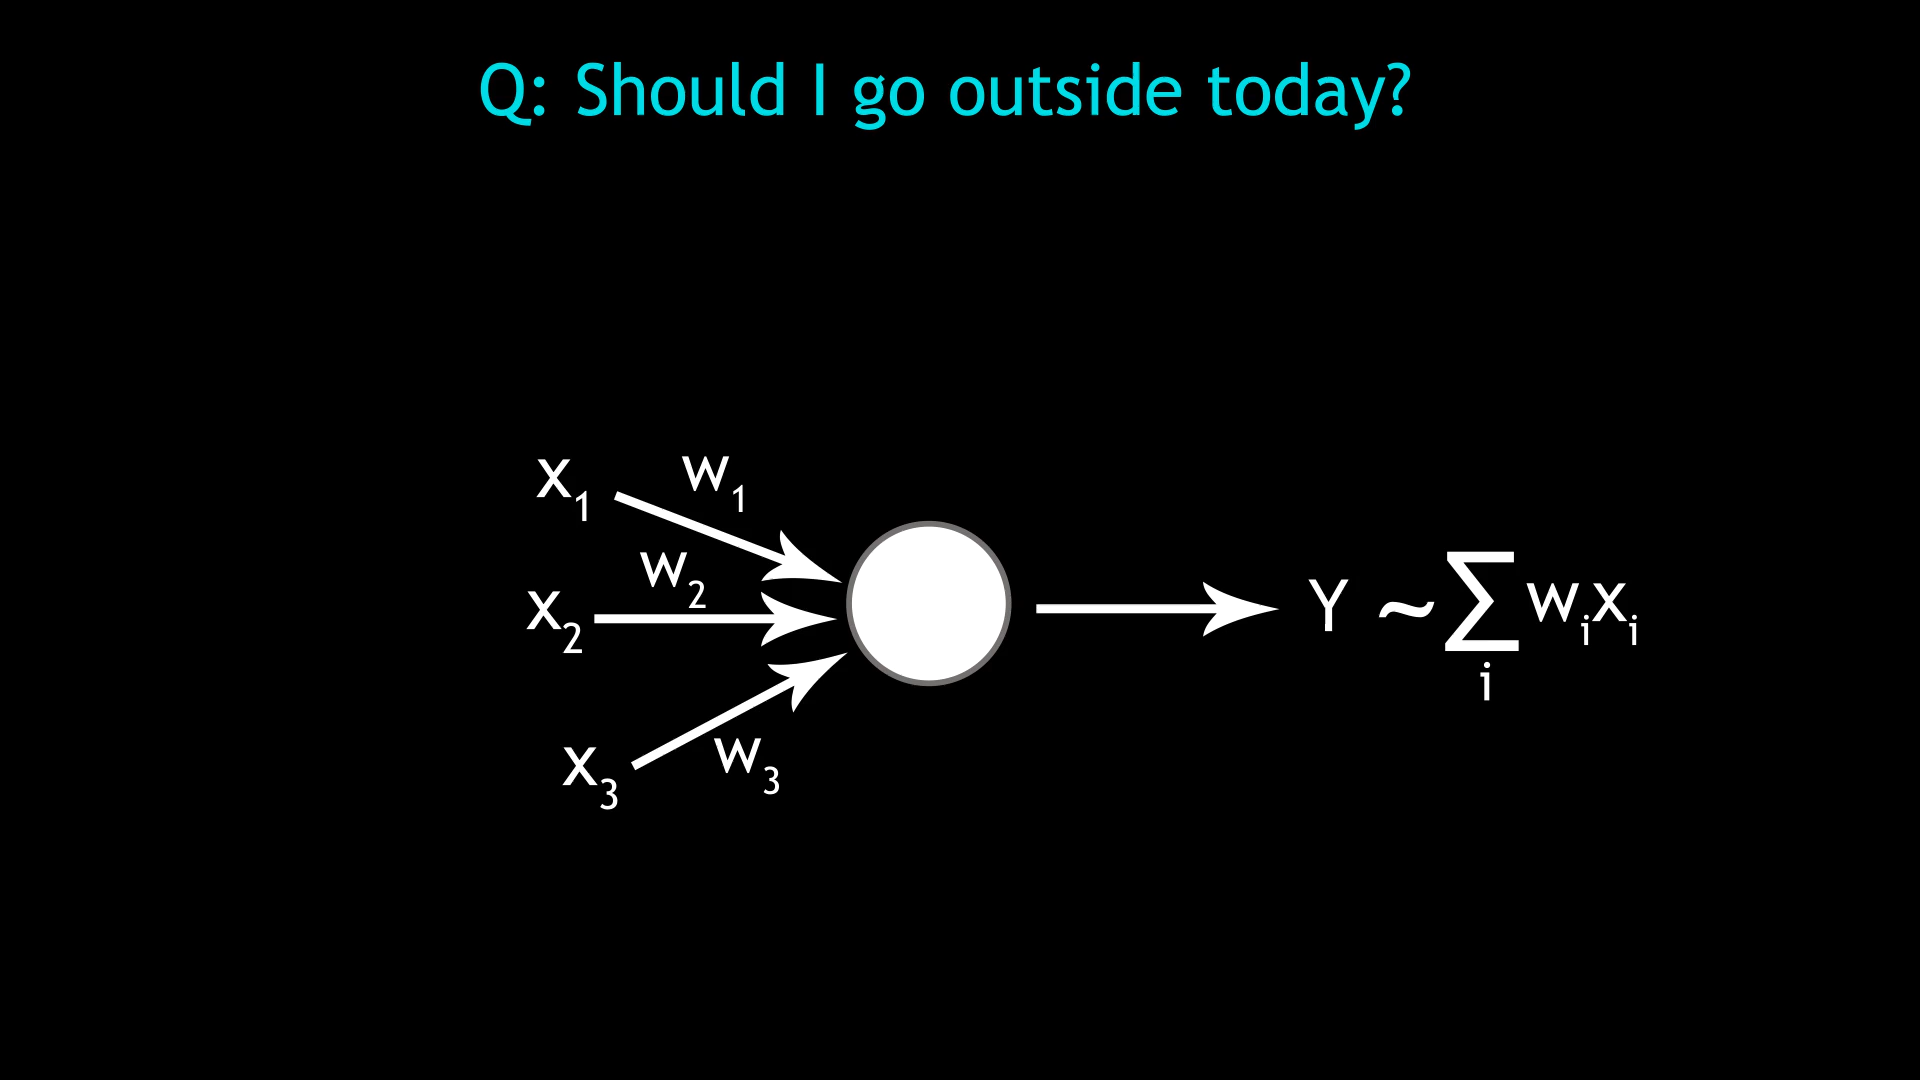 Q: Should I go outside today?
x₁
w₁
w₂
x₂
Y ~ ∑ wᵢxᵢ
i
w₃
x₃